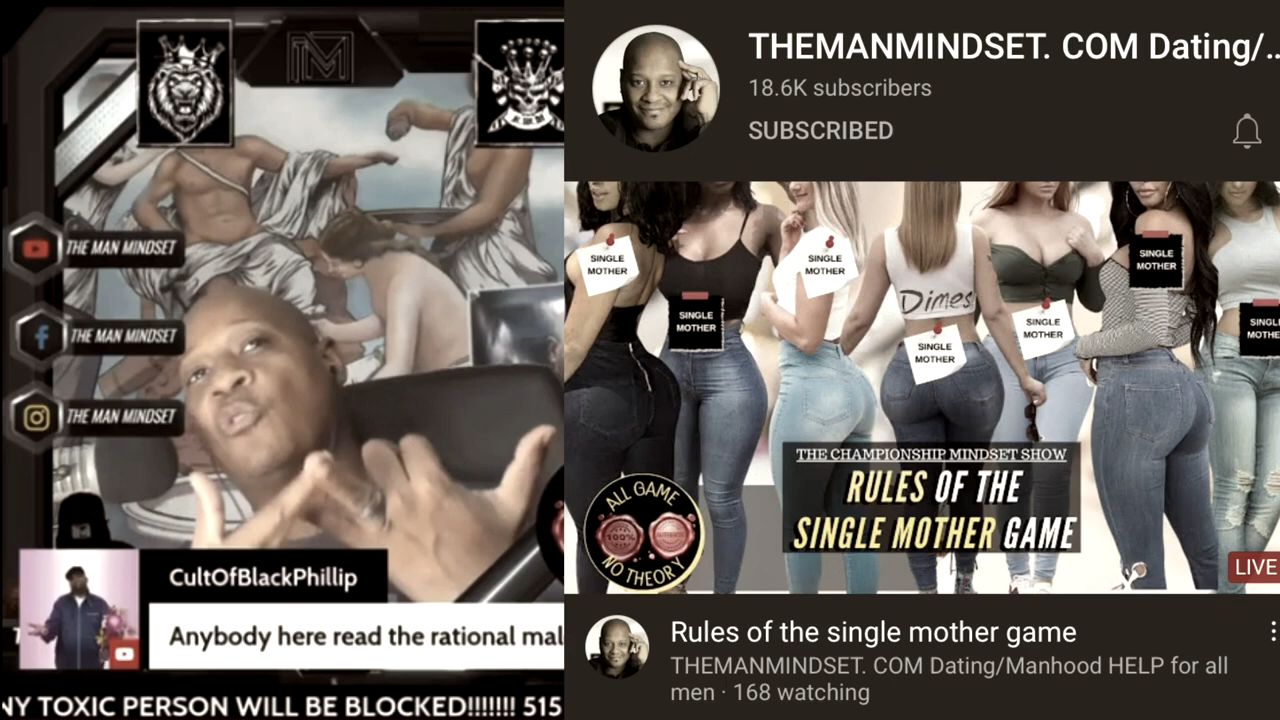 TM
THE MAN MINDSET
THE MAN MINDSET
THE MAN MINDSET
CultOfBlackPhillip
Anybody here read the rational mal
NY TOXIC PERSON WILL BE BLOCKED!!!!!!! 515
THEMANMINDSET. COM Dating/...
18.6K subscribers
SUBSCRIBED
SINGLE
MOTHER
SINGLE
MOTHER
SINGLE
MOTHER
Dimes
SINGLE
MOTHER
SINGLE
MOTHER
SINGLE
MOTHER
SINGL
MOTHE
THE CHAMPIONSHIP MINDSET SHOW
RULES OF THE
SINGLE MOTHER GAME
ALL GAME
100%
AUTHENTIC
NO THEORY
LIVE
Rules of the single mother game
THEMANMINDSET. COM Dating/Manhood HELP for all
men · 168 watching